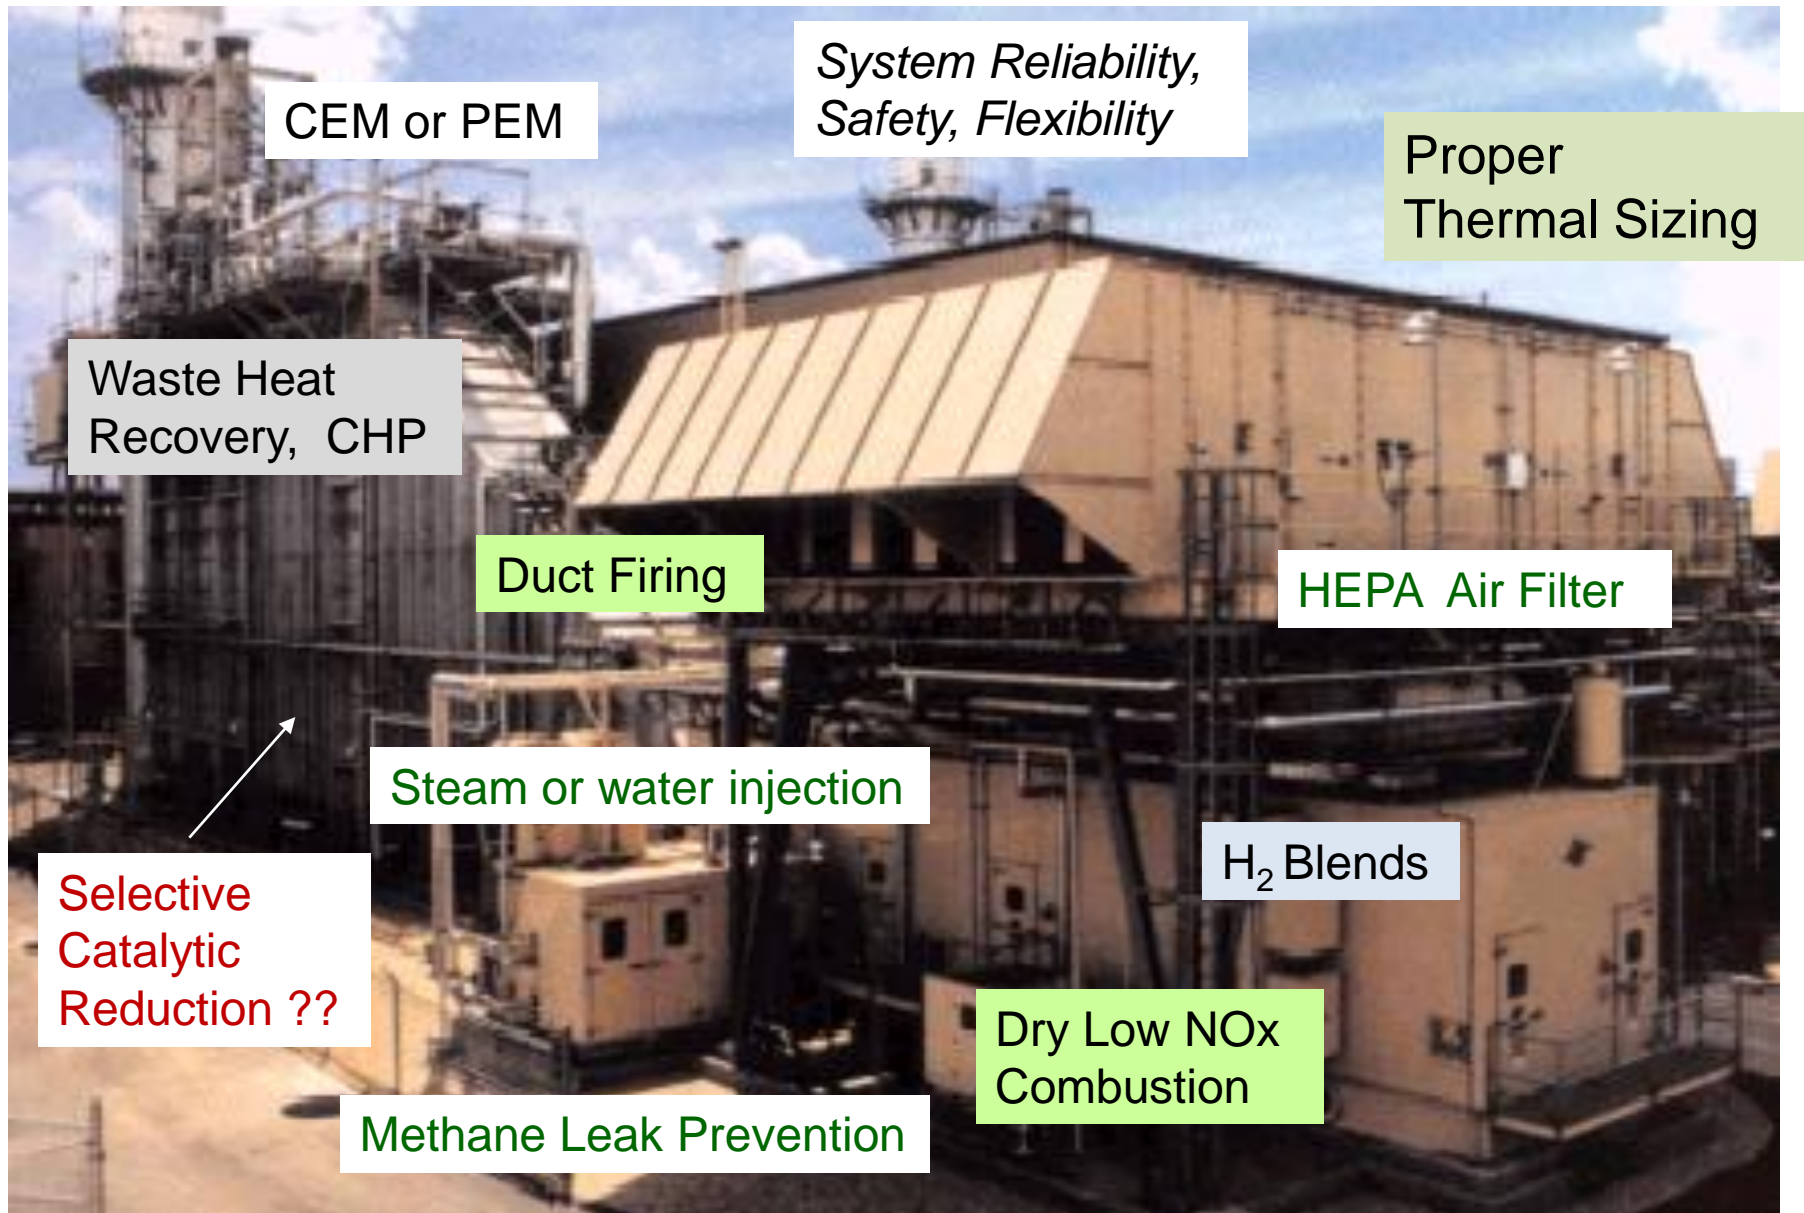 System Reliability,
Safety, Flexibility
CEM or PEM
Proper
Thermal Sizing
Waste Heat
Recovery, CHP
Duct Firing
HEPA Air Filter
Steam or water injection
H₂ Blends
Selective
Catalytic
Reduction ??
Dry Low NOx
Combustion
Methane Leak Prevention